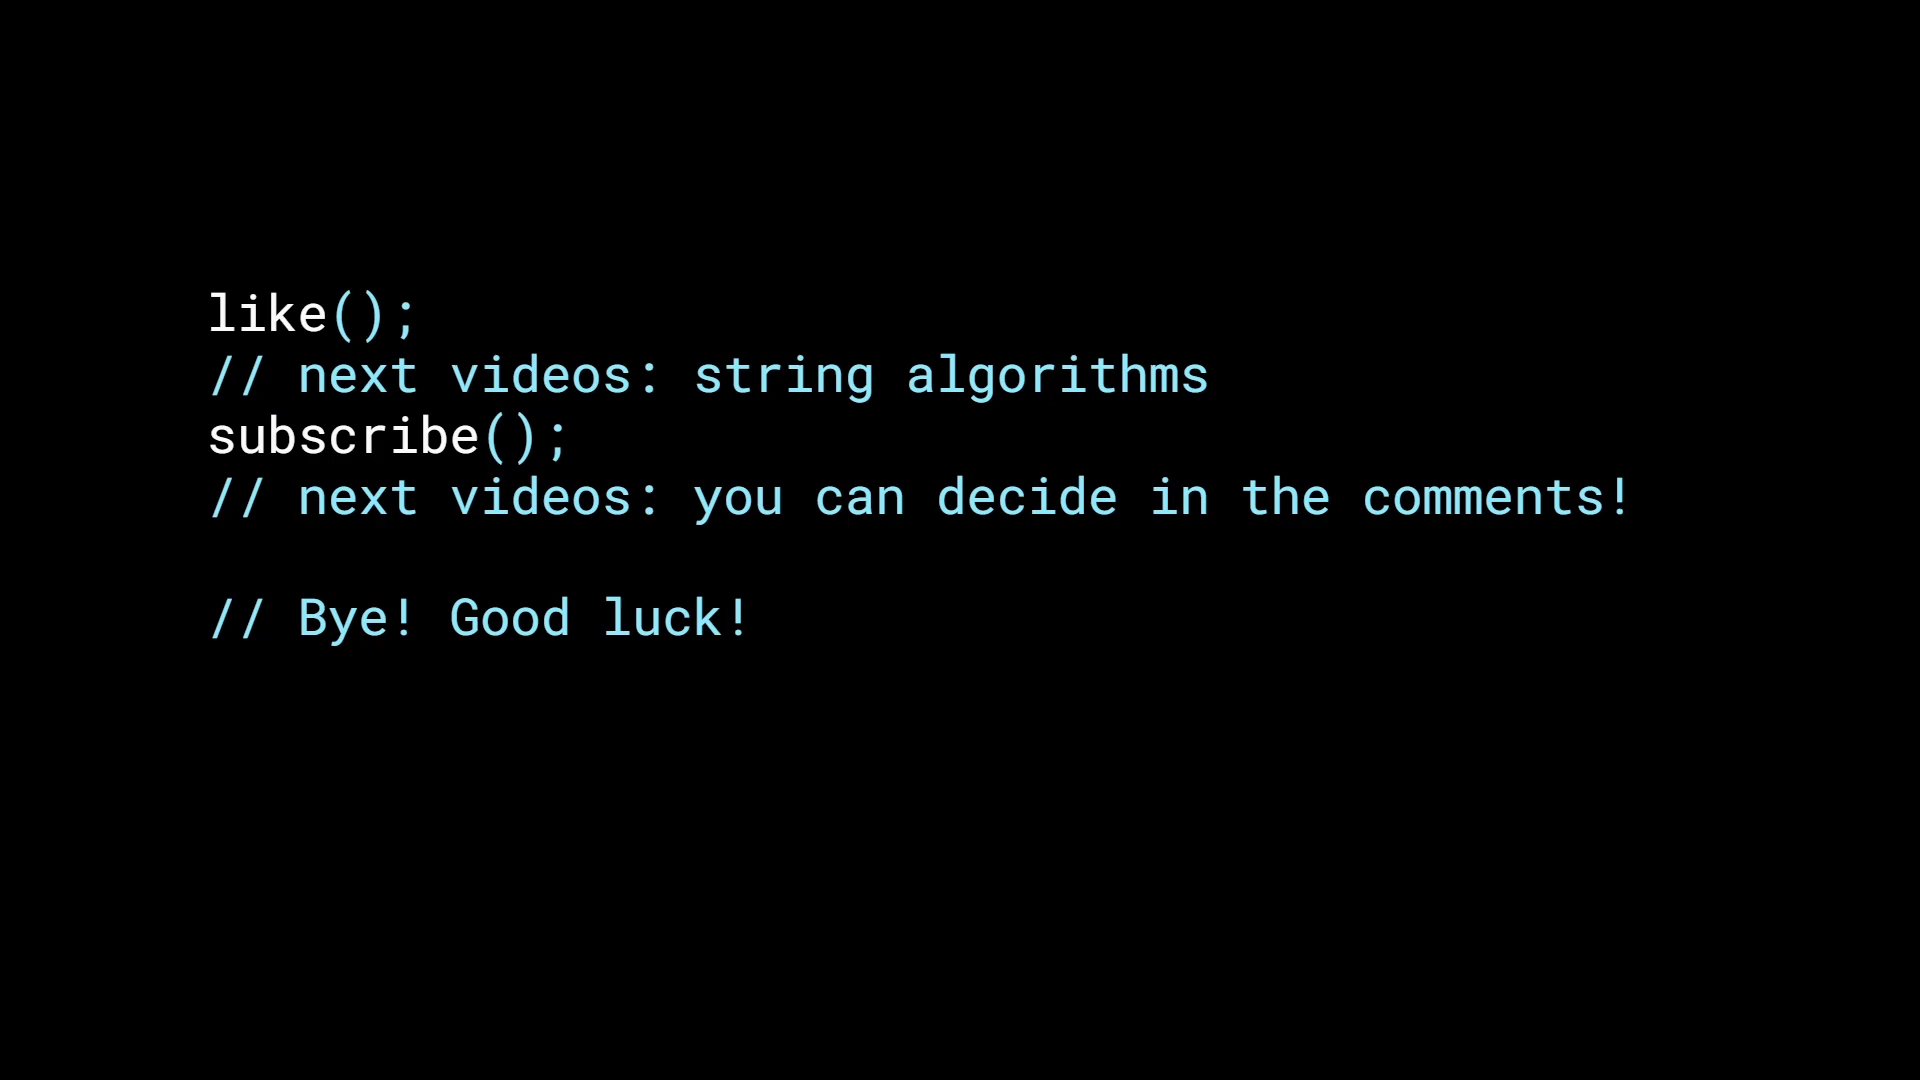 like();
// next videos: string algorithms
subscribe();
// next videos: you can decide in the comments!
// Bye! Good luck!